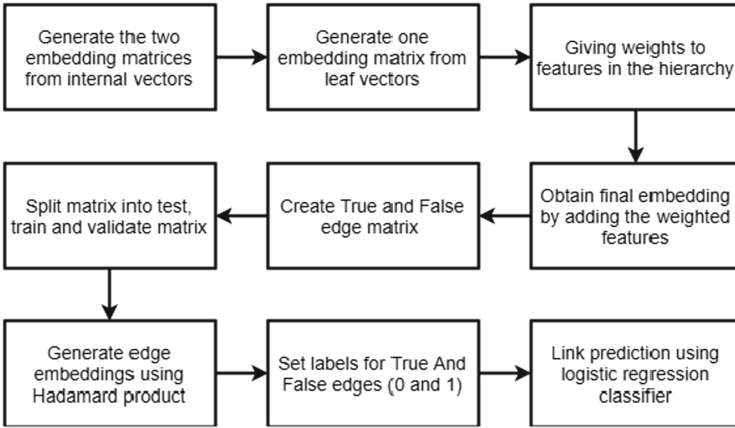 Generate the two
embedding matrices
from internal vectors
Generate one
embedding matrix from
leaf vectors
Giving weights to
features in the hierarchy
Obtain final embedding
by adding the weighted
features
Create True and False
edge matrix
Split matrix into test,
train and validate matrix
Generate edge
embeddings using
Hadamard product
Set labels for True And
False edges (0 and 1)
Link prediction using
logistic regression
classifier